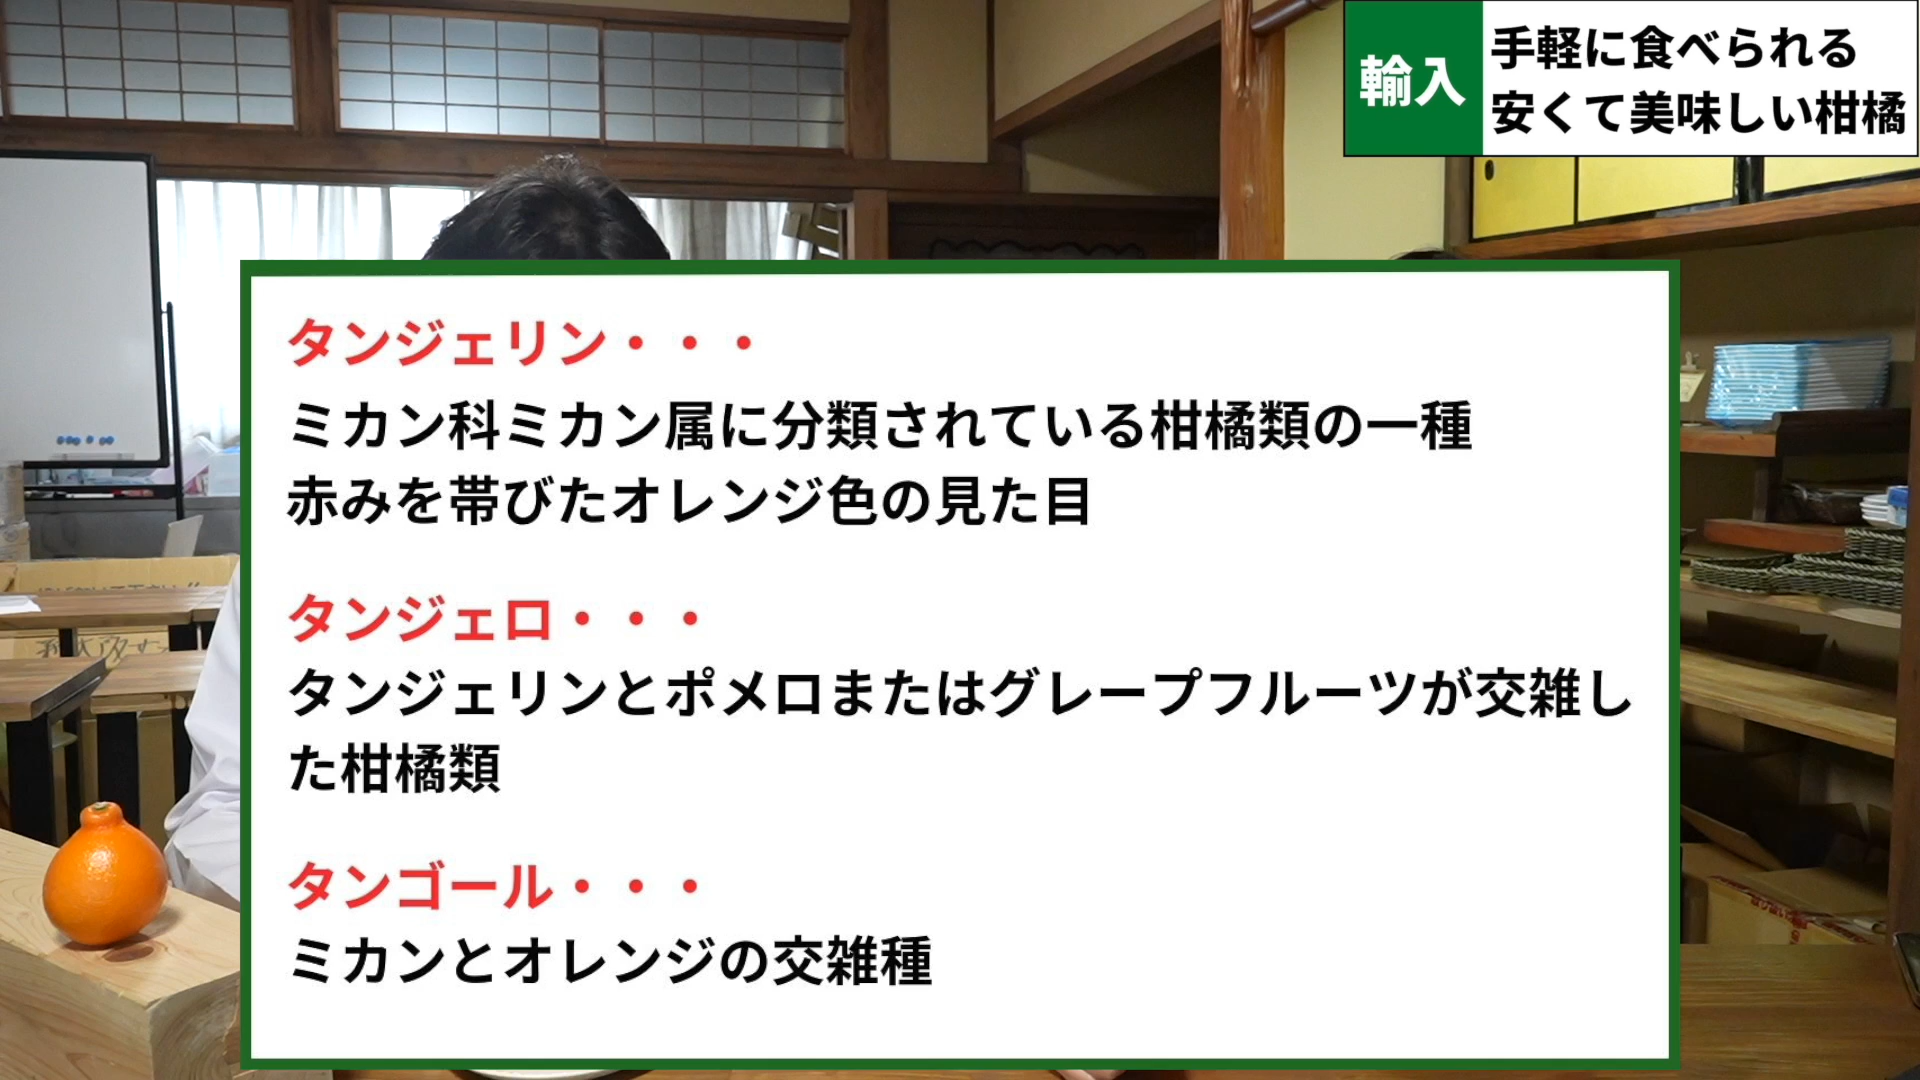 輸入
手軽に食べられる
安くて美味しい柑橘
タンジェリン・・・
ミカン科ミカン属に分類されている柑橘類の一種
赤みを帯びたオレンジ色の見た目
タンジェロ・・・
タンジェリンとポメロまたはグレープフルーツが交雑し
た柑橘類
タンゴール・・・
ミカンとオレンジの交雑種